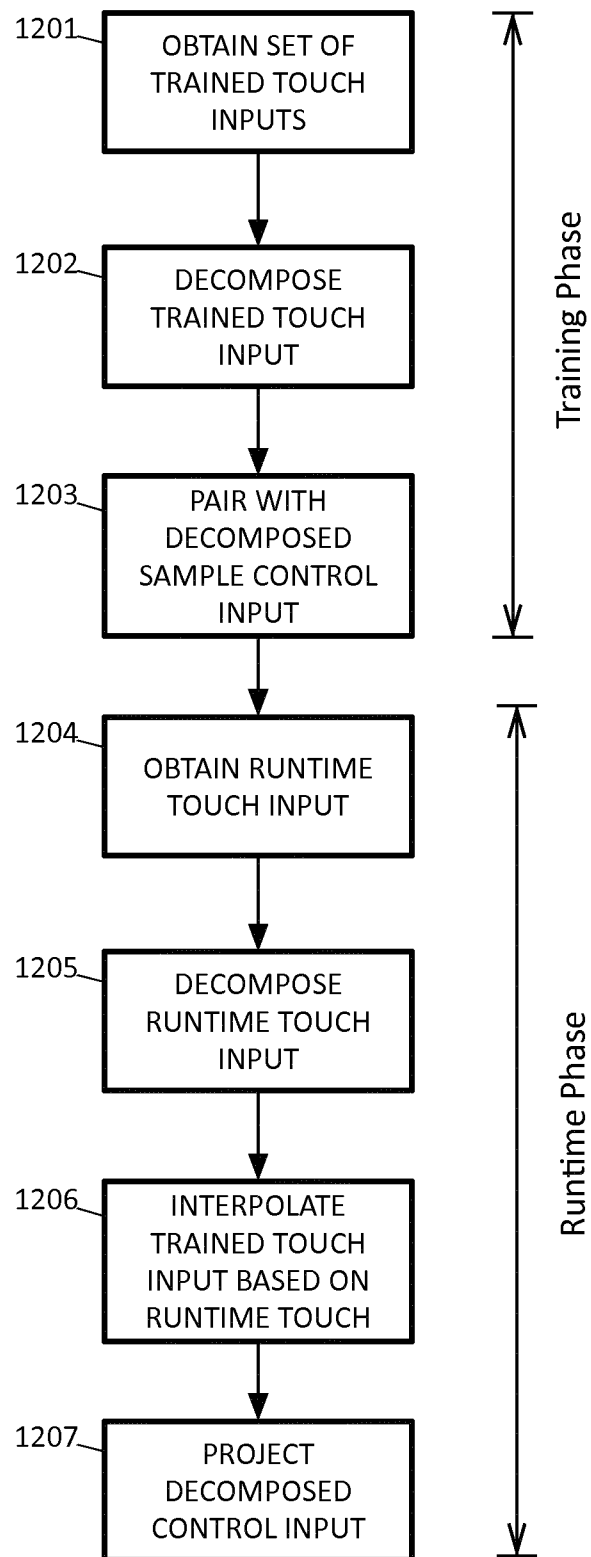 1201
OBTAIN SET OF
TRAINED TOUCH
INPUTS
1202
DECOMPOSE
TRAINED TOUCH
INPUT
1203
PAIR WITH
DECOMPOSED
SAMPLE CONTROL
INPUT
Training Phase
1204
OBTAIN RUNTIME
TOUCH INPUT
1205
DECOMPOSE
RUNTIME TOUCH
INPUT
1206
INTERPOLATE
TRAINED TOUCH
INPUT BASED ON
RUNTIME TOUCH
1207
PROJECT
DECOMPOSED
CONTROL INPUT
Runtime Phase